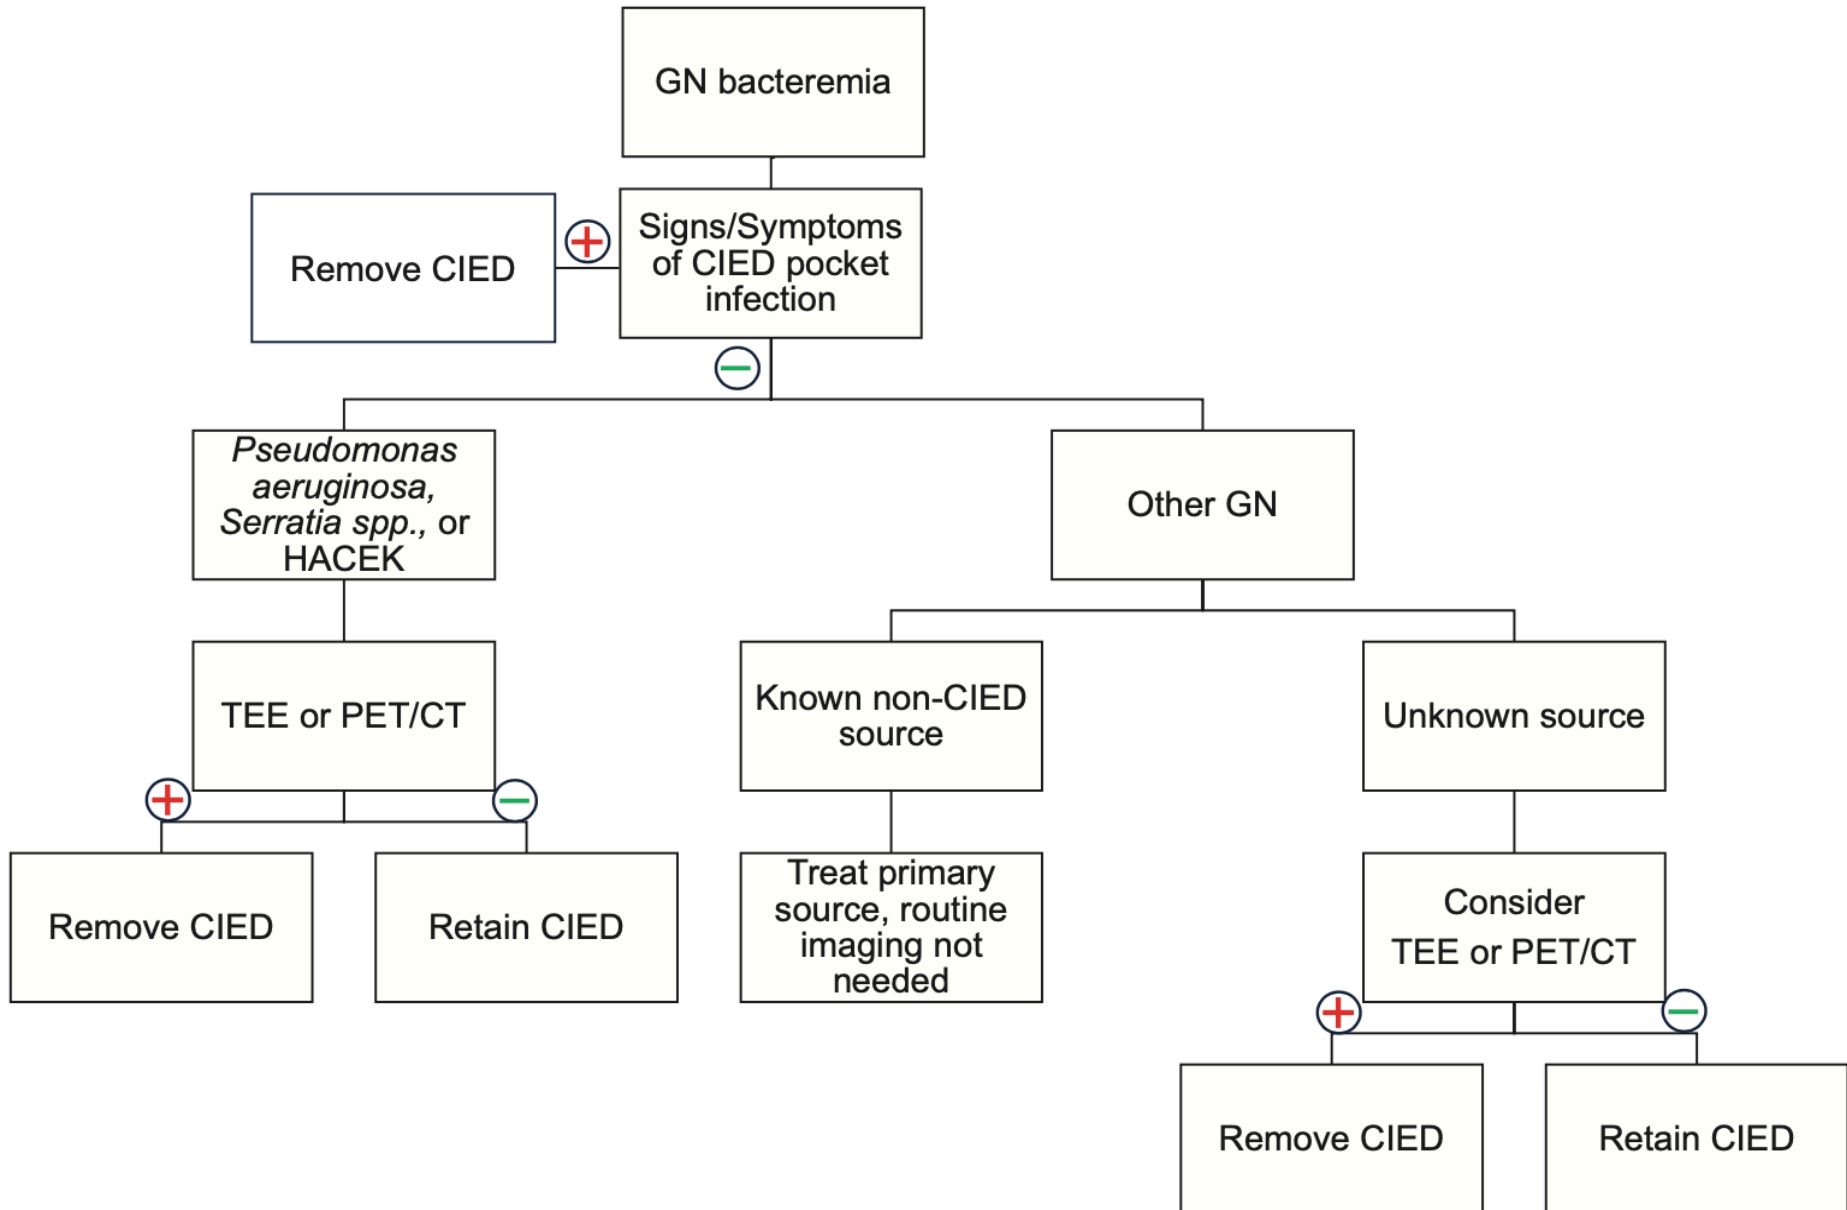 GN bacteremia
Remove CIED
Signs/Symptoms
of CIED pocket
infection
Pseudomonas
aeruginosa,
Serratia spp., or
HACEK
Other GN
TEE or PET/CT
Known non-CIED
source
Unknown source
Remove CIED
Retain CIED
Treat primary
source, routine
imaging not
needed
Consider
TEE or PET/CT
Remove CIED
Retain CIED